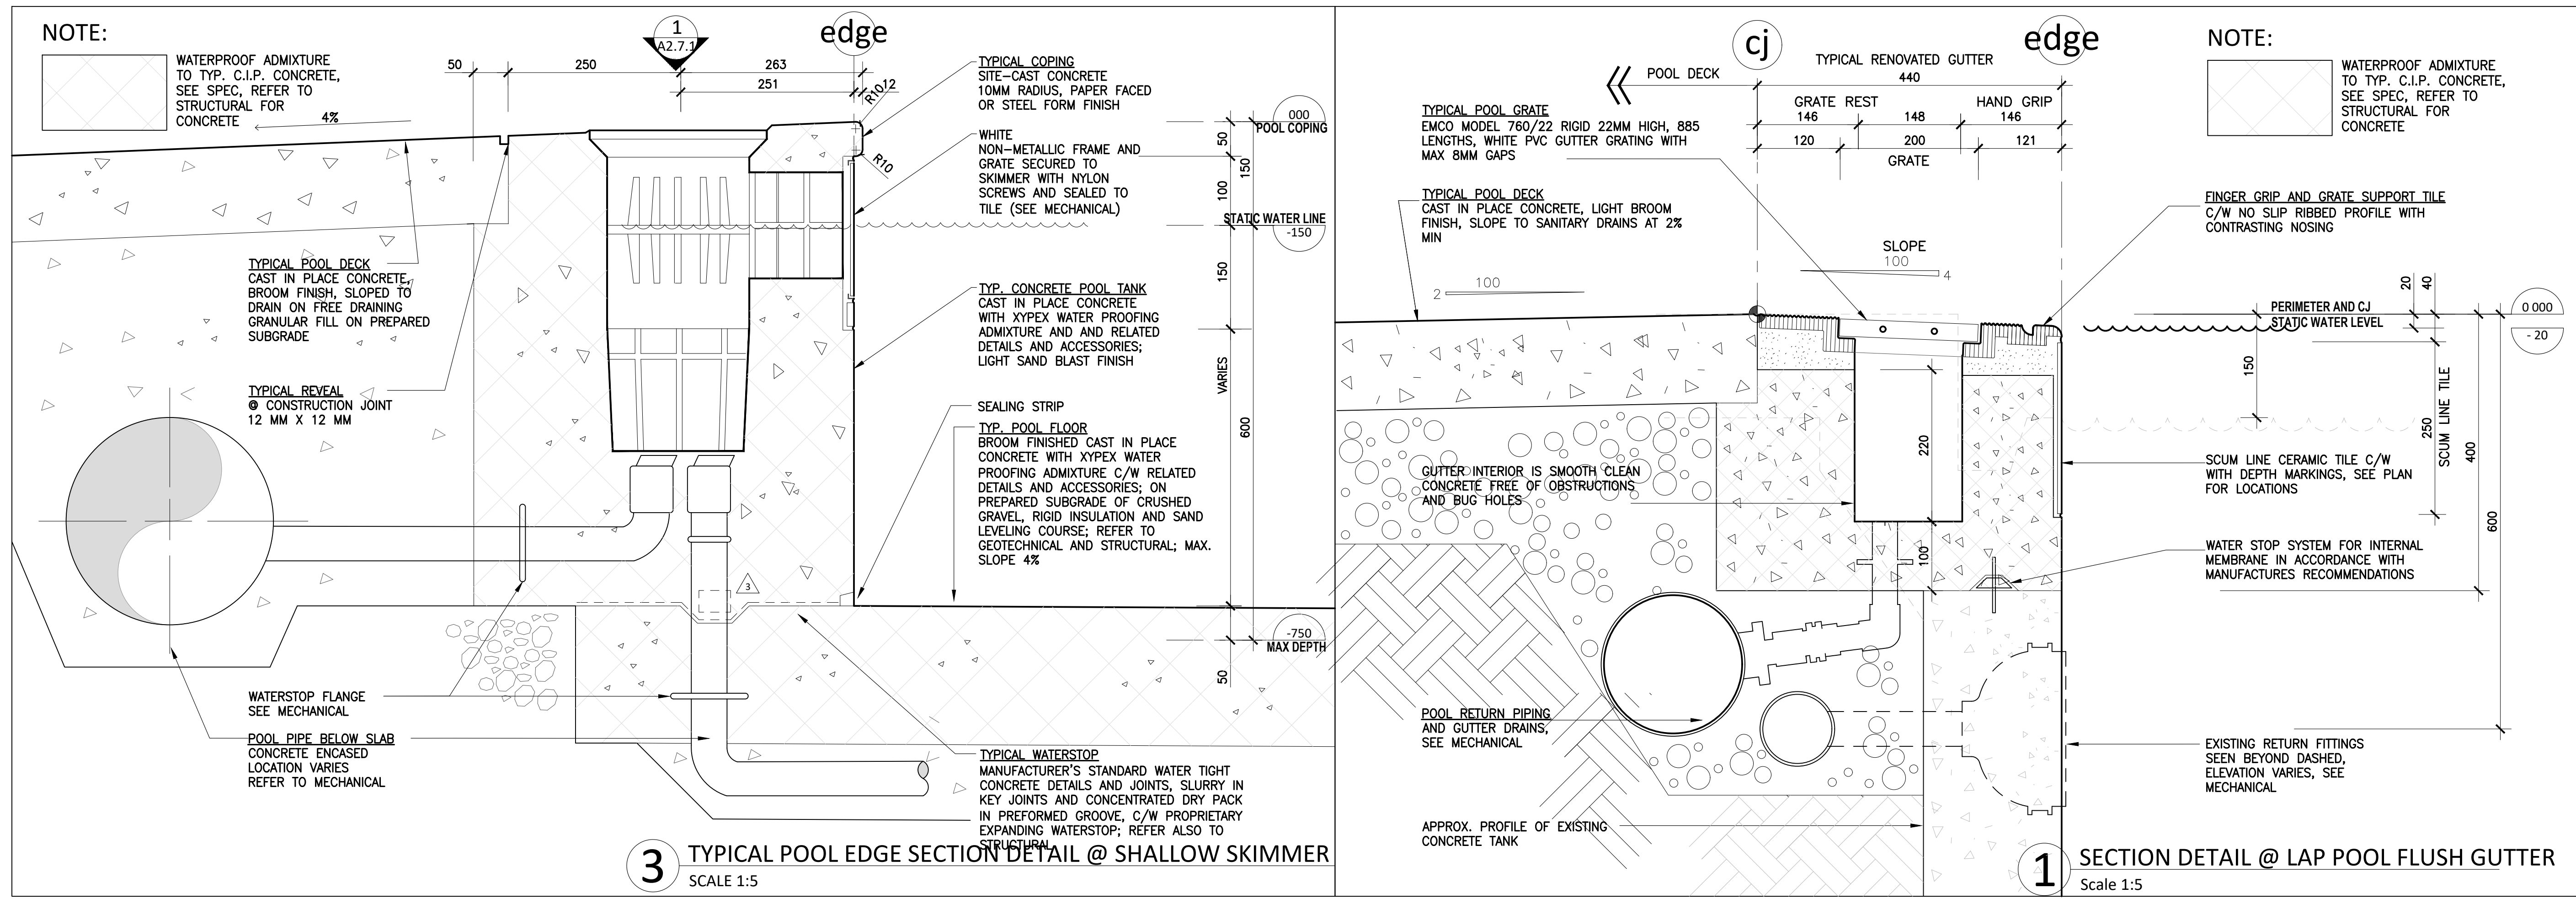 NOTE:
WATERPROOF ADMIXTURE
TO TYP. C.I.P. CONCRETE,
SEE SPEC, REFER TO
STRUCTURAL FOR
CONCRETE
4%
50
250
263
251
12
R10
R10
1
A2.7.1
edge
TYPICAL COPING
SITE-CAST CONCRETE
10MM RADIUS, PAPER FACED
OR STEEL FORM FINISH
WHITE
NON-METALLIC FRAME AND
GRATE SECURED TO
SKIMMER WITH NYLON
SCREWS AND SEALED TO
TILE (SEE MECHANICAL)
000
POOL COPING
50
150
100
STATIC WATER LINE
-150
150
VARIES
600
-750
MAX DEPTH
50
TYPICAL POOL DECK
CAST IN PLACE CONCRETE,
BROOM FINISH, SLOPED TO
DRAIN ON FREE DRAINING
GRANULAR FILL ON PREPARED
SUBGRADE
TYPICAL REVEAL
@ CONSTRUCTION JOINT
12 MM X 12 MM
TYP. CONCRETE POOL TANK
CAST IN PLACE CONCRETE
WITH XYPEX WATER PROOFING
ADMIXTURE AND AND RELATED
DETAILS AND ACCESSORIES;
LIGHT SAND BLAST FINISH
SEALING STRIP
TYP. POOL FLOOR
BROOM FINISHED CAST IN PLACE
CONCRETE WITH XYPEX WATER
PROOFING ADMIXTURE C/W RELATED
DETAILS AND ACCESSORIES; ON
PREPARED SUBGRADE OF CRUSHED
GRAVEL, RIGID INSULATION AND SAND
LEVELING COURSE; REFER TO
GEOTECHNICAL AND STRUCTURAL; MAX.
SLOPE 4%
3
WATERSTOP FLANGE
SEE MECHANICAL
POOL PIPE BELOW SLAB
CONCRETE ENCASED
LOCATION VARIES
REFER TO MECHANICAL
TYPICAL WATERSTOP
MANUFACTURER'S STANDARD WATER TIGHT
CONCRETE DETAILS AND JOINTS, SLURRY IN
KEY JOINTS AND CONCENTRATED DRY PACK
IN PREFORMED GROOVE, C/W PROPRIETARY
EXPANDING WATERSTOP; REFER ALSO TO
STRUCTURAL
3
TYPICAL POOL EDGE SECTION DETAIL @ SHALLOW SKIMMER
SCALE 1:5
cj
edge
POOL DECK
TYPICAL RENOVATED GUTTER
440
GRATE REST
HAND GRIP
146
148
146
120
200
121
GRATE
NOTE:
WATERPROOF ADMIXTURE
TO TYP. C.I.P. CONCRETE,
SEE SPEC, REFER TO
STRUCTURAL FOR
CONCRETE
TYPICAL POOL GRATE
EMCO MODEL 760/22 RIGID 22MM HIGH, 885
LENGTHS, WHITE PVC GUTTER GRATING WITH
MAX 8MM GAPS
TYPICAL POOL DECK
CAST IN PLACE CONCRETE, LIGHT BROOM
FINISH, SLOPE TO SANITARY DRAINS AT 2%
MIN
SLOPE
100
4
100
2
FINGER GRIP AND GRATE SUPPORT TILE
C/W NO SLIP RIBBED PROFILE WITH
CONTRASTING NOSING
20
40
PERIMETER AND CJ
STATIC WATER LEVEL
0 000
- 20
150
250
SCUM LINE TILE
400
600
220
100
GUTTER INTERIOR IS SMOOTH CLEAN
CONCRETE FREE OF OBSTRUCTIONS
AND BUG HOLES
SCUM LINE CERAMIC TILE C/W
WITH DEPTH MARKINGS, SEE PLAN
FOR LOCATIONS
WATER STOP SYSTEM FOR INTERNAL
MEMBRANE IN ACCORDANCE WITH
MANUFACTURES RECOMMENDATIONS
POOL RETURN PIPING
AND GUTTER DRAINS,
SEE MECHANICAL
EXISTING RETURN FITTINGS
SEEN BEYOND DASHED,
ELEVATION VARIES, SEE
MECHANICAL
APPROX. PROFILE OF EXISTING
CONCRETE TANK
1
SECTION DETAIL @ LAP POOL FLUSH GUTTER
Scale 1:5